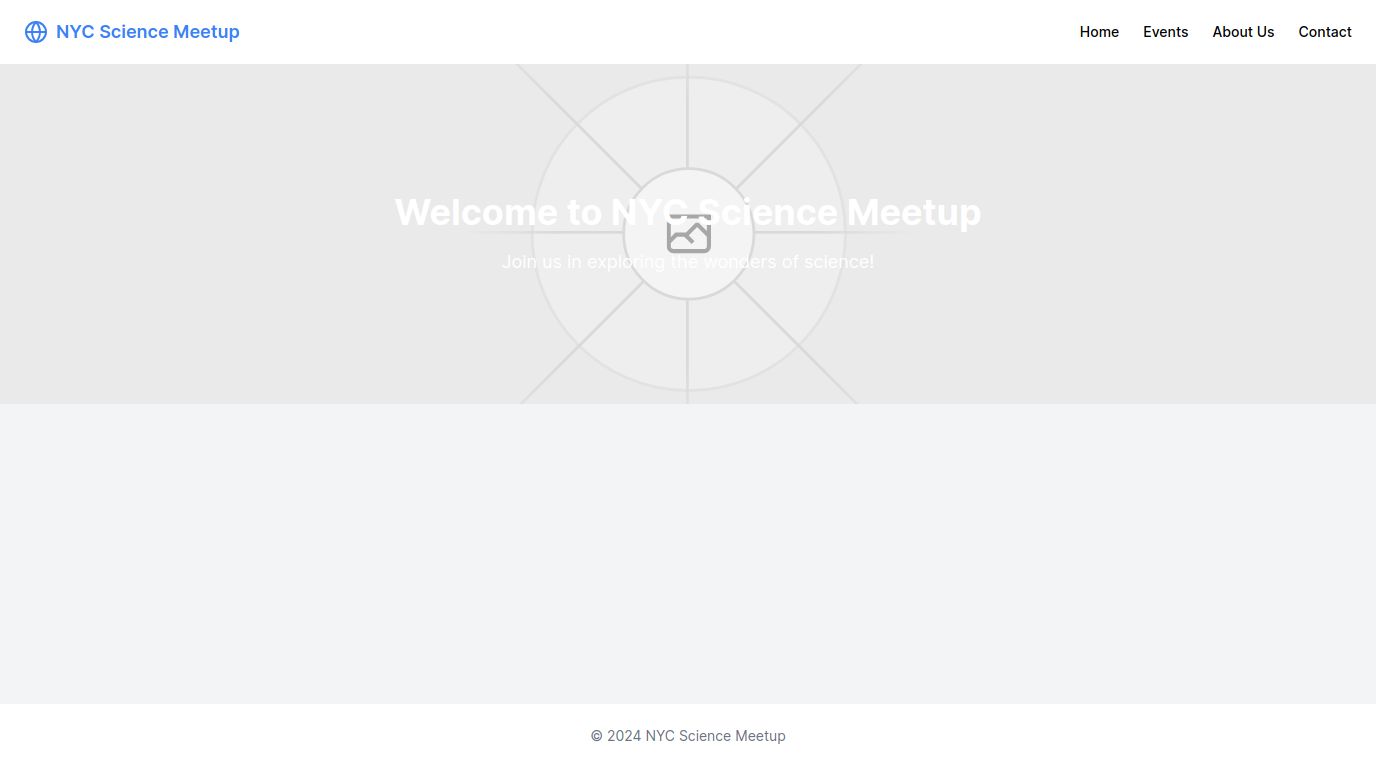 NYC Science Meetup
Home Events About Us Contact
Welcome to NYC Science Meetup
Join us in exploring the wonders of science!
© 2024 NYC Science Meetup